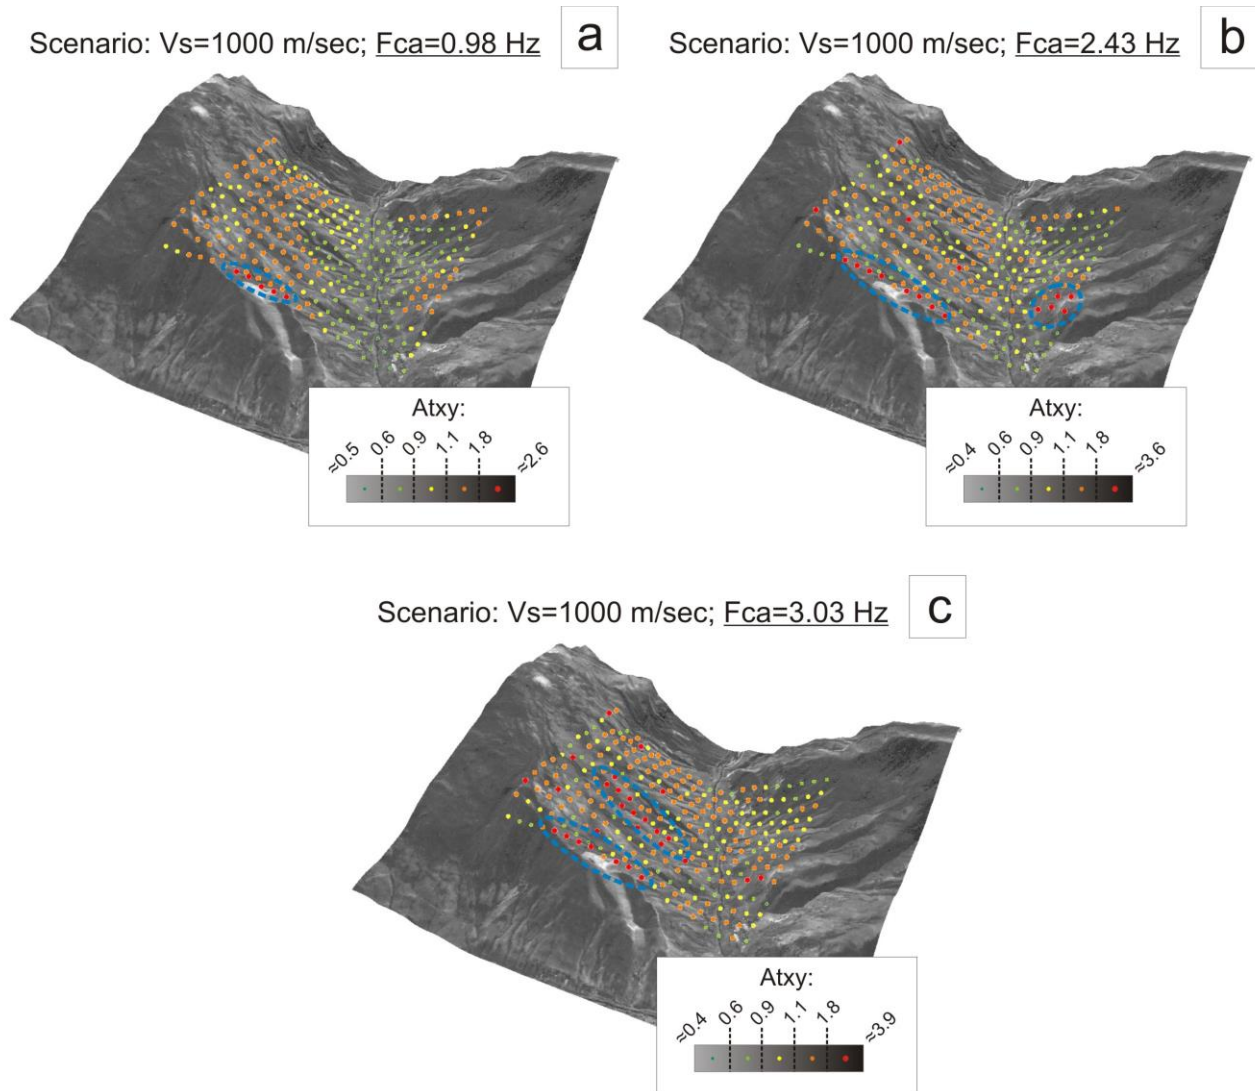 Scenario: Vs=1000 m/sec; Fca=0.98 Hz
a
Scenario: Vs=1000 m/sec; Fca=2.43 Hz
b
Atxy:
≈0.5 0.6 0.9 1.1 1.8 ≈2.6
Atxy:
≈0.4 0.6 0.9 1.1 1.8 ≈3.6
Scenario: Vs=1000 m/sec; Fca=3.03 Hz
c
Atxy:
≈0.4 0.6 0.9 1.1 1.8 ≈3.9